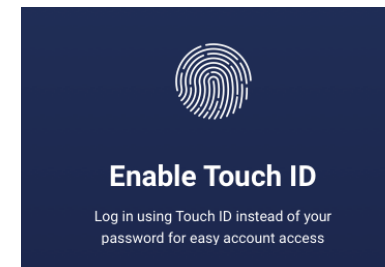 Enable Touch ID
Log in using Touch ID instead of your
password for easy account access